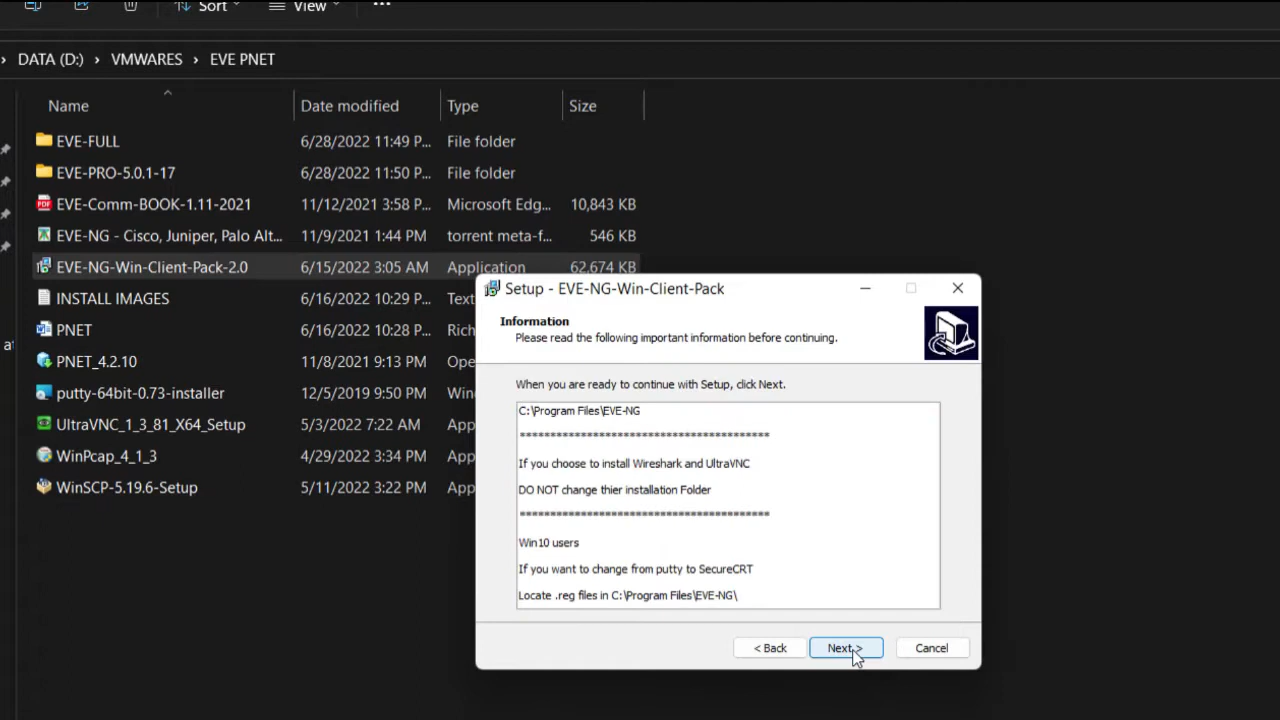 Sort View ...
› DATA (D:) › VMWARES › EVE PNET
Name Date modified Type Size
EVE-FULL 6/28/2022 11:49 P... File folder
EVE-PRO-5.0.1-17 6/28/2022 11:50 P... File folder
EVE-Comm-BOOK-1.11-2021 11/12/2021 3:58 P... Microsoft Edg... 10,843 KB
EVE-NG - Cisco, Juniper, Palo Alt... 11/9/2021 1:44 PM torrent meta-f... 546 KB
EVE-NG-Win-Client-Pack-2.0 6/15/2022 3:05 AM Application 62,674 KB
INSTALL IMAGES 6/16/2022 10:29 P... Text
PNET 6/16/2022 10:28 P... Rich
PNET_4.2.10 11/8/2021 9:13 PM Ope
putty-64bit-0.73-installer 12/5/2019 9:50 PM Wind
UltraVNC_1_3_81_X64_Setup 5/3/2022 7:22 AM App
WinPcap_4_1_3 4/29/2022 3:34 PM App
WinSCP-5.19.6-Setup 5/11/2022 3:22 PM App
Setup - EVE-NG-Win-Client-Pack
Information
Please read the following important information before continuing.
When you are ready to continue with Setup, click Next.
C:\Program Files\EVE-NG
*****************************************
If you choose to install Wireshark and UltraVNC
DO NOT change thier installation Folder
*****************************************
Win10 users
If you want to change from putty to SecureCRT
Locate .reg files in C:\Program Files\EVE-NG\
< Back Next > Cancel